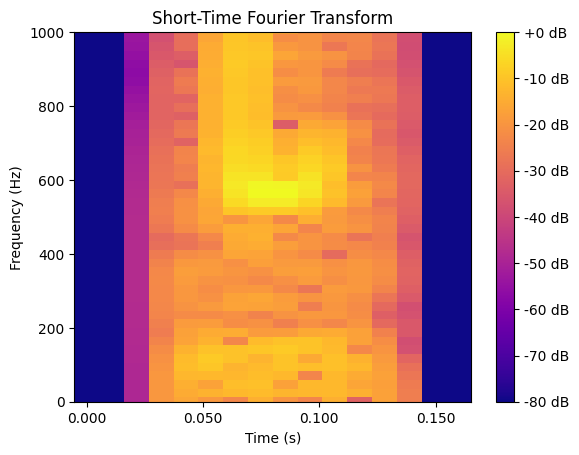 Short-Time Fourier Transform
1000
800
600
400
200
0
Frequency (Hz)
0.000
0.050
0.100
0.150
Time (s)
+0 dB
-10 dB
-20 dB
-30 dB
-40 dB
-50 dB
-60 dB
-70 dB
-80 dB